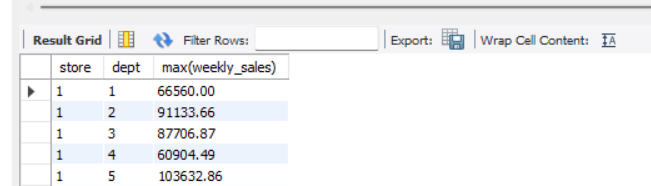 Result Grid Filter Rows: Export: Wrap Cell Content: IA
store dept max(weekly_sales)
1 1 66560.00
1 2 91133.66
1 3 87706.87
1 4 60904.49
1 5 103632.86